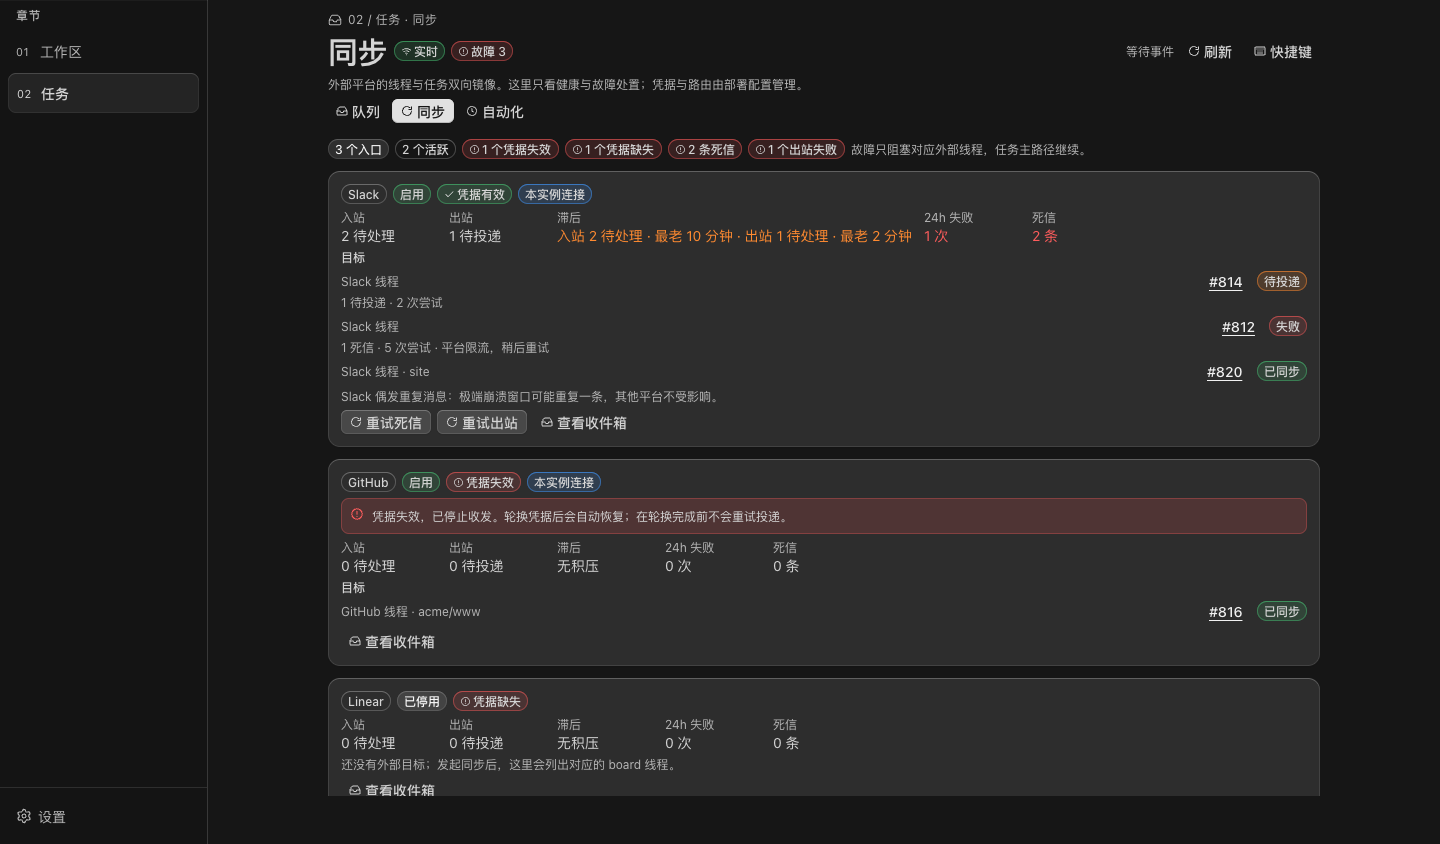 章节
01 工作区
02 任务
设置
02 / 任务 · 同步
同步 实时 故障 3
等待事件 刷新 快捷键
外部平台的线程与任务双向镜像。这里只看健康与故障处置；凭据与路由由部署配置管理。
队列 同步 自动化
3 个入口 2 个活跃 1 个凭据失效 1 个凭据缺失 2 条死信 1 个出站失败 故障只阻塞对应外部线程，任务主路径继续。
Slack 启用 凭据有效 本实例连接
入站 出站 滞后 24h 失败 死信
2 待处理 1 待投递 入站 2 待处理 · 最老 10 分钟 · 出站 1 待处理 · 最老 2 分钟 1 次 2 条
目标
Slack 线程 #814 待投递
1 待投递 · 2 次尝试
Slack 线程 #812 失败
1 死信 · 5 次尝试 · 平台限流，稍后重试
Slack 线程 · site #820 已同步
Slack 偶发重复消息：极端崩溃窗口可能重复一条，其他平台不受影响。
重试死信 重试出站 查看收件箱
GitHub 启用 凭据失效 本实例连接
凭据失效，已停止收发。轮换凭据后会自动恢复；在轮换完成前不会重试投递。
入站 出站 滞后 24h 失败 死信
0 待处理 0 待投递 无积压 0 次 0 条
目标
GitHub 线程 · acme/www #816 已同步
查看收件箱
Linear 已停用 凭据缺失
入站 出站 滞后 24h 失败 死信
0 待处理 0 待投递 无积压 0 次 0 条
还没有外部目标；发起同步后，这里会列出对应的 board 线程。
查看收件箱